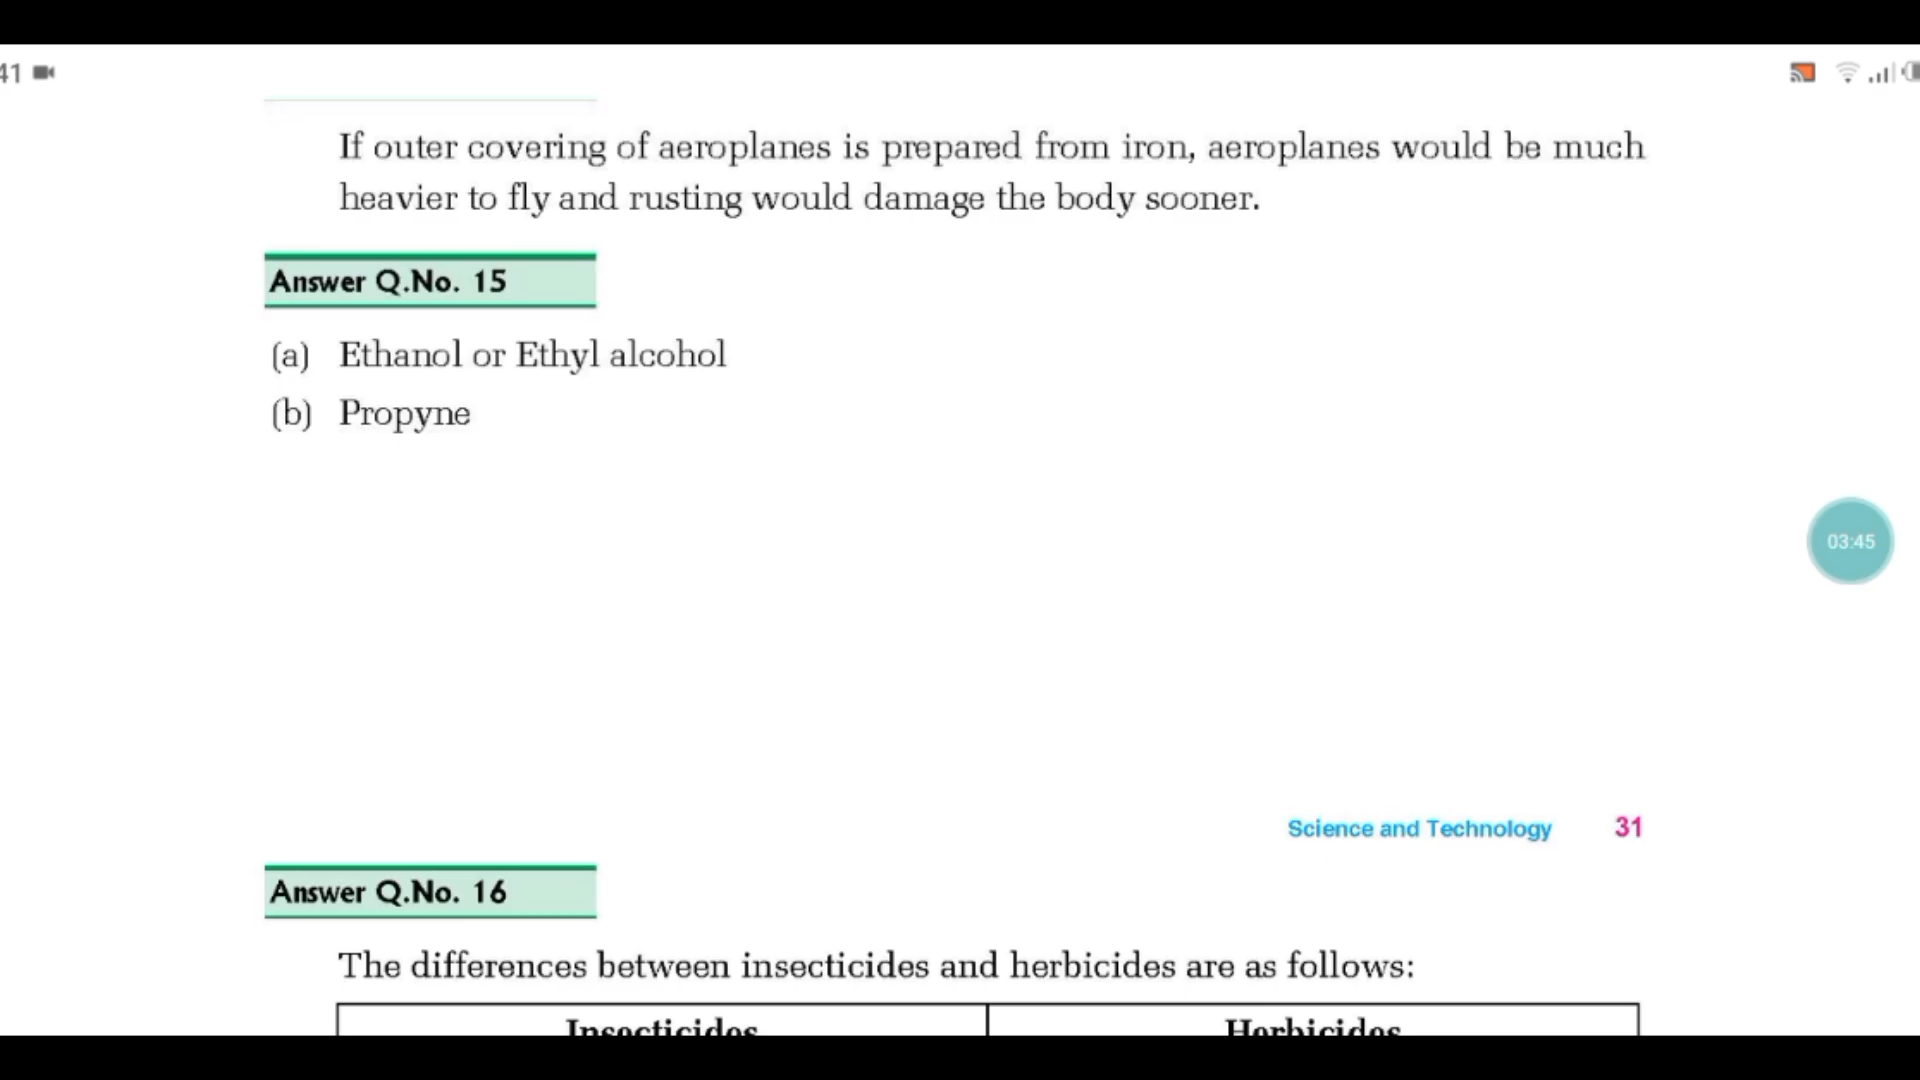 41
If outer covering of aeroplanes is prepared from iron, aeroplanes would be much
heavier to fly and rusting would damage the body sooner.
Answer Q.No. 15
(a) Ethanol or Ethyl alcohol
(b) Propyne
03:45
Science and Technology 31
Answer Q.No. 16
The differences between insecticides and herbicides are as follows:
Insecticides Herbicides